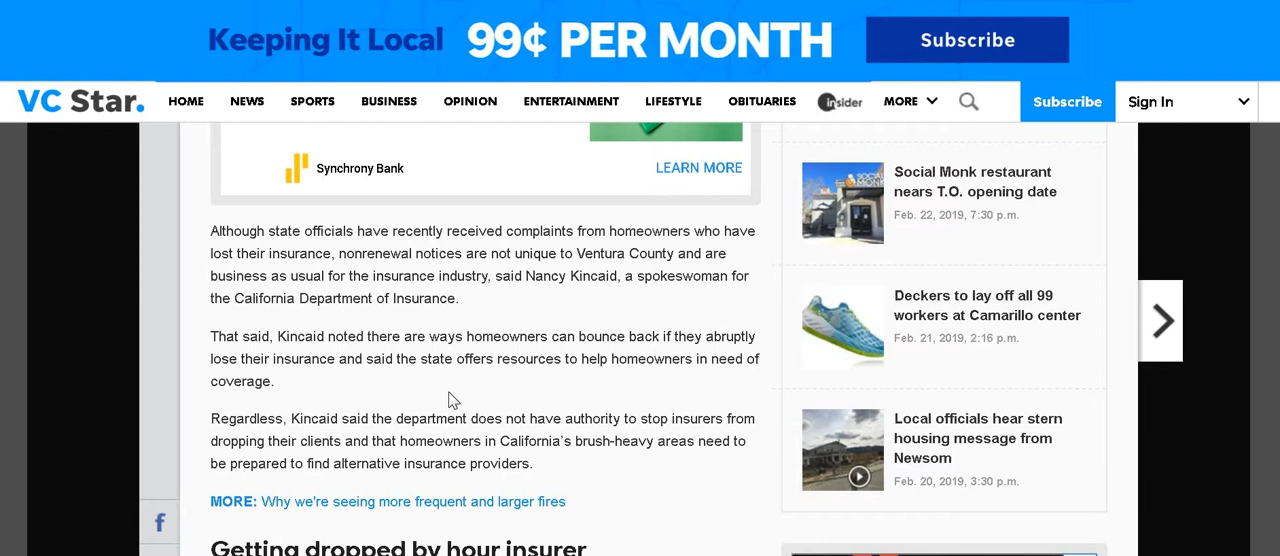 Keeping It Local 99¢ PER MONTH Subscribe
VC Star. HOME NEWS SPORTS BUSINESS OPINION ENTERTAINMENT LIFESTYLE OBITUARIES insider MORE Subscribe Sign In
Synchrony Bank LEARN MORE
Although state officials have recently received complaints from homeowners who have
lost their insurance, nonrenewal notices are not unique to Ventura County and are
business as usual for the insurance industry, said Nancy Kincaid, a spokeswoman for
the California Department of Insurance.
That said, Kincaid noted there are ways homeowners can bounce back if they abruptly
lose their insurance and said the state offers resources to help homeowners in need of
coverage.
Regardless, Kincaid said the department does not have authority to stop insurers from
dropping their clients and that homeowners in California's brush-heavy areas need to
be prepared to find alternative insurance providers.
MORE: Why we're seeing more frequent and larger fires
Getting dropped by hour insurer
Social Monk restaurant
nears T.O. opening date
Feb. 22, 2019, 7:30 p.m.
Deckers to lay off all 99
workers at Camarillo center
Feb. 21, 2019, 2:16 p.m.
Local officials hear stern
housing message from
Newsom
Feb. 20, 2019, 3:30 p.m.
f